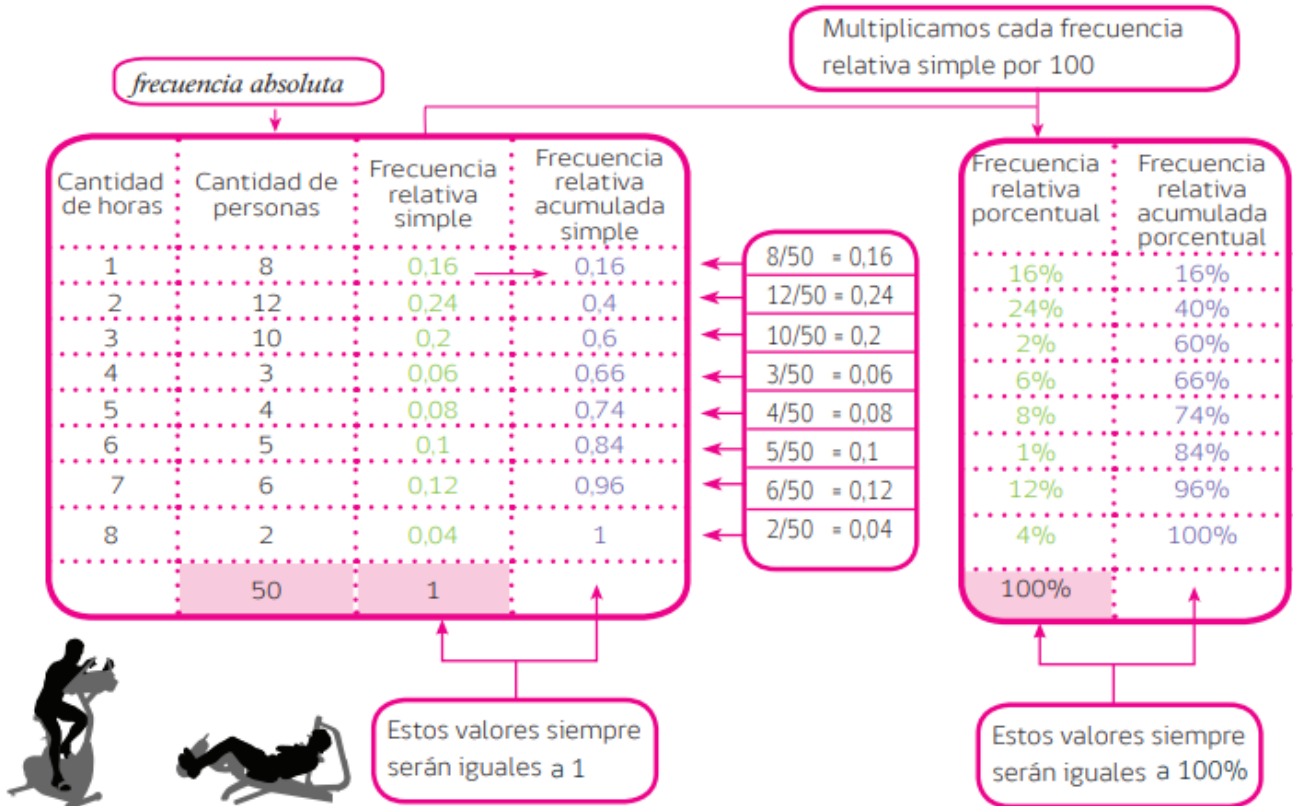 Multiplicamos cada frecuencia
relativa simple por 100
frecuencia absoluta
Cantidad
de horas
Cantidad de
personas
Frecuencia
relativa
simple
Frecuencia
relativa
acumulada
simple
1 8 0,16 0,16
2 12 0,24 0,4
3 10 0,2 0,6
4 3 0,06 0,66
5 4 0,08 0,74
6 5 0,1 0,84
7 6 0,12 0,96
8 2 0,04 1
50 1
8/50 = 0,16
12/50 = 0,24
10/50 = 0,2
3/50 = 0,06
4/50 = 0,08
5/50 = 0,1
6/50 = 0,12
2/50 = 0,04
Frecuencia
relativa
porcentual
Frecuencia
relativa
acumulada
porcentual
16% 16%
24% 40%
2% 60%
6% 66%
8% 74%
1% 84%
12% 96%
4% 100%
100%
Estos valores siempre
serán iguales a 1
Estos valores siempre
serán iguales a 100%